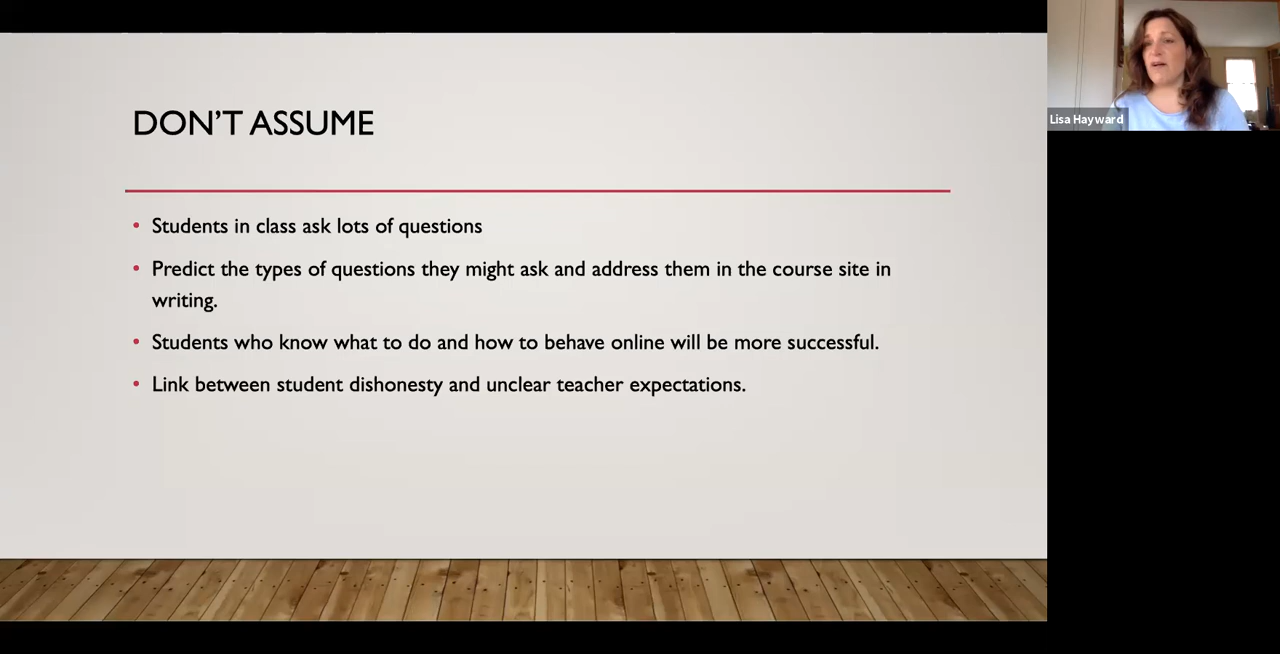 DON'T ASSUME
• Students in class ask lots of questions
• Predict the types of questions they might ask and address them in the course site in
writing.
• Students who know what to do and how to behave online will be more successful.
• Link between student dishonesty and unclear teacher expectations.
Lisa Hayward